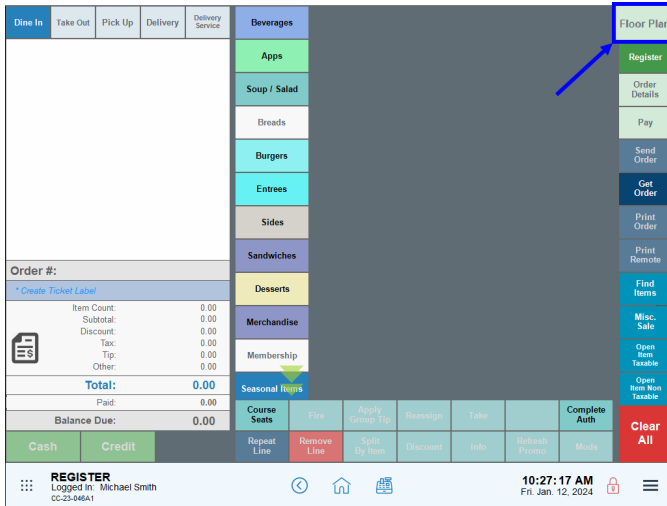 Dine In
Take Out
Pick Up
Delivery
Delivery
Service
Beverages
Floor Plan
Apps
Register
Soup / Salad
Order
Details
Breads
Pay
Burgers
Send
Order
Entrees
Get
Order
Sides
Print
Order
Sandwiches
Print
Remote
Order #:
* Create Ticket Label
Desserts
Find
Items
Item Count: 0.00
Subtotal: 0.00
Discount: 0.00
Tax: 0.00
Tip: 0.00
Other: 0.00
Merchandise
Misc.
Sale
Membership
Open
Item
Taxable
Total: 0.00
Seasonal Items
Open
Item Non
Taxable
Paid: 0.00
Balance Due: 0.00
Course
Seats
Fire
Apply
Group Tip
Reassign
Take
Complete
Auth
Clear
All
Cash
Credit
Repeat
Line
Remove
Line
Split
By Item
Discount
Info
Refresh
Promo
Mods
REGISTER
Logged In: Michael Smith
CC-23-046A1
10:27:17 AM
Fri. Jan. 12, 2024